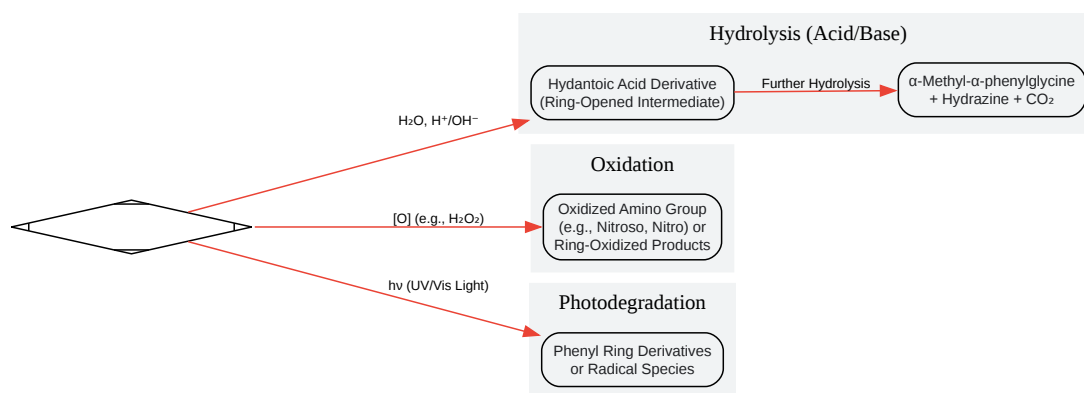 Hydrolysis (Acid/Base)
Hydantoic Acid Derivative
(Ring-Opened Intermediate)
Further Hydrolysis
α-Methyl-α-phenylglycine
+ Hydrazine + CO₂
H₂O, H⁺/OH⁻
Oxidation
[O] (e.g., H₂O₂)
Oxidized Amino Group
(e.g., Nitroso, Nitro) or
Ring-Oxidized Products
hν (UV/Vis Light)
Photodegradation
Phenyl Ring Derivatives
or Radical Species